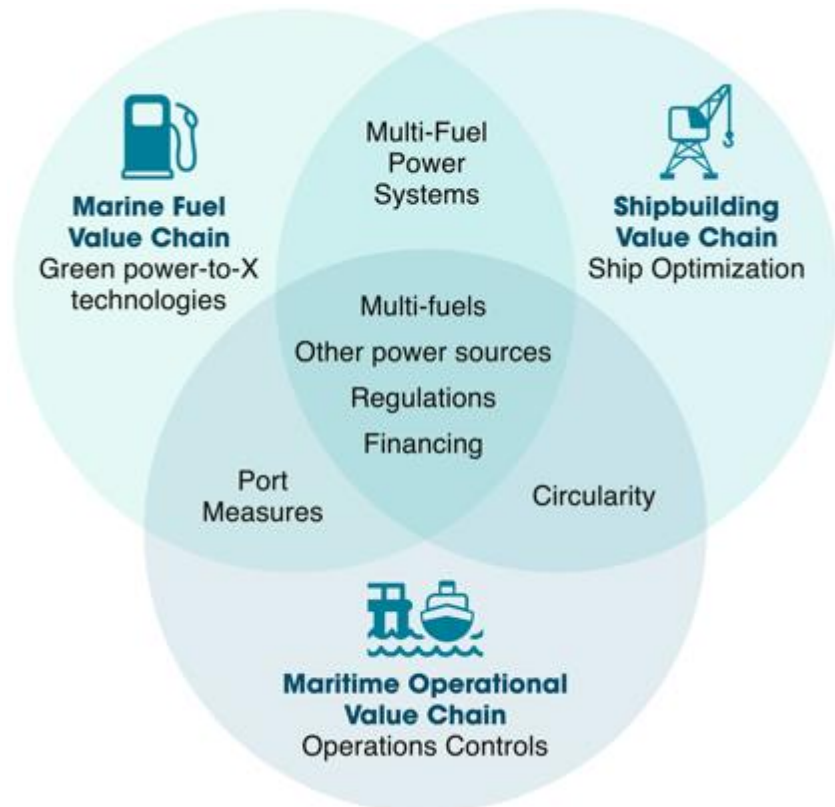 Multi-Fuel
Power
Systems
Marine Fuel
Value Chain
Green power-to-X
technologies
Shipbuilding
Value Chain
Ship Optimization
Multi-fuels
Other power sources
Regulations
Financing
Port
Measures
Circularity
Maritime Operational
Value Chain
Operations Controls